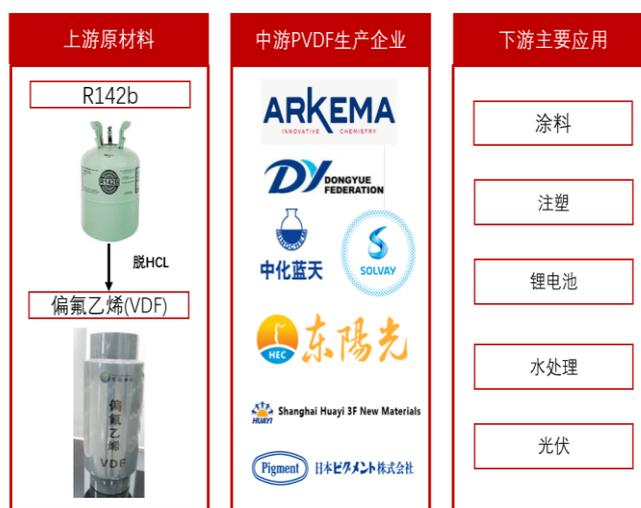 上游原材料
R142b
R142b
脱HCL
偏氟乙烯(VDF)
偏氟乙烯
VDF
中游PVDF生产企业
ARKEMA
INNOVATIVE CHEMISTRY
DY DONGYUE
FEDERATION
中化蓝天
SOLVAY
HEC 东陽光
HUAYI Shanghai Huayi 3F New Materials
Pigment 日本ピグメント株式会社
下游主要应用
涂料
注塑
锂电池
水处理
光伏